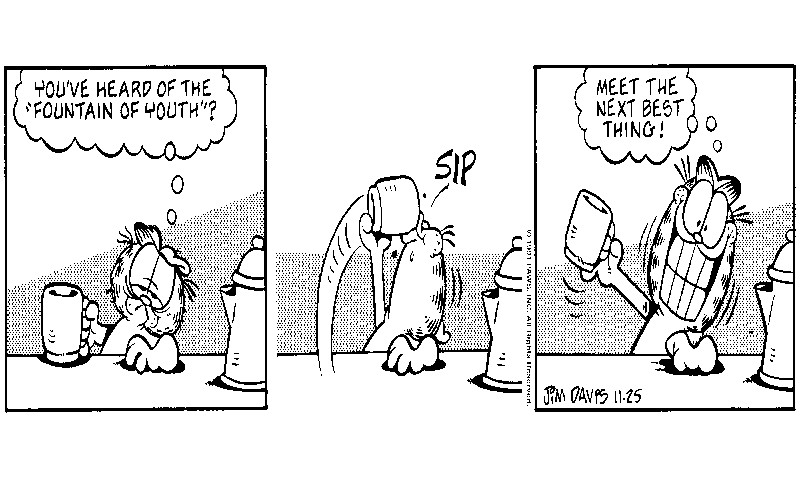 YOU'VE HEARD OF THE
"FOUNTAIN OF YOUTH"?
SIP
MEET THE
NEXT BEST
THING!
JIM DAVIS 11-25